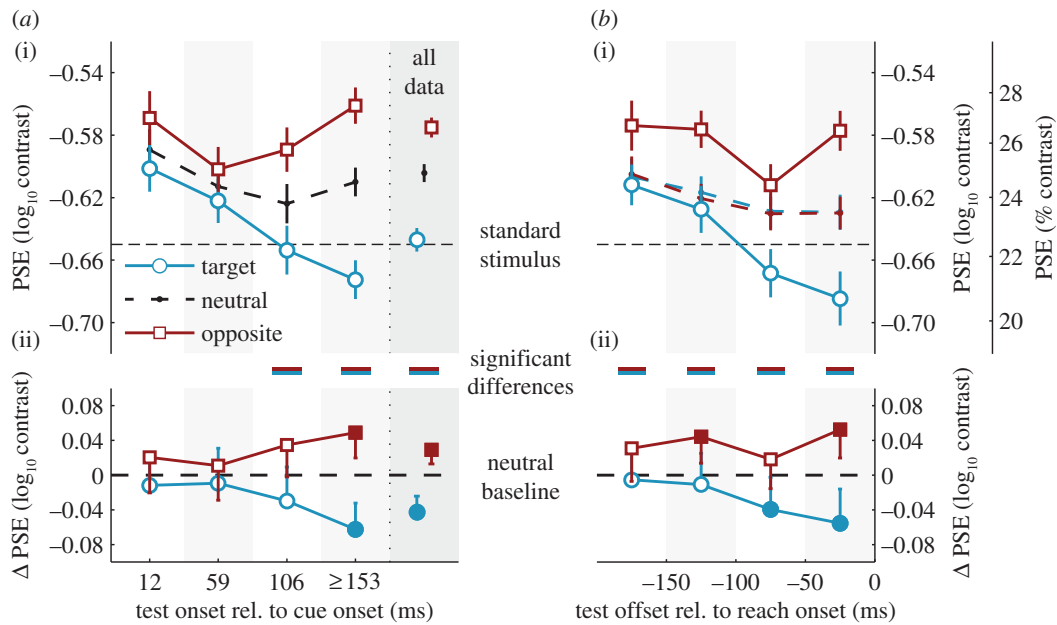 (a)
(i)
PSE (log10 contrast)
−0.54
−0.58
−0.62
−0.66
−0.70
all
data
target
neutral
opposite
standard
stimulus
(b)
(i)
−0.54
−0.58
−0.62
−0.66
−0.70
PSE (log10 contrast)
28
26
24
22
20
PSE (% contrast)
(ii)
significant
differences
(ii)
Δ PSE (log10 contrast)
0.08
0.04
0
−0.04
−0.08
neutral
baseline
0.08
0.04
0
−0.04
−0.08
Δ PSE (log10 contrast)
12 59 106 ≥153
test onset rel. to cue onset (ms)
−150 −100 −50 0
test offset rel. to reach onset (ms)